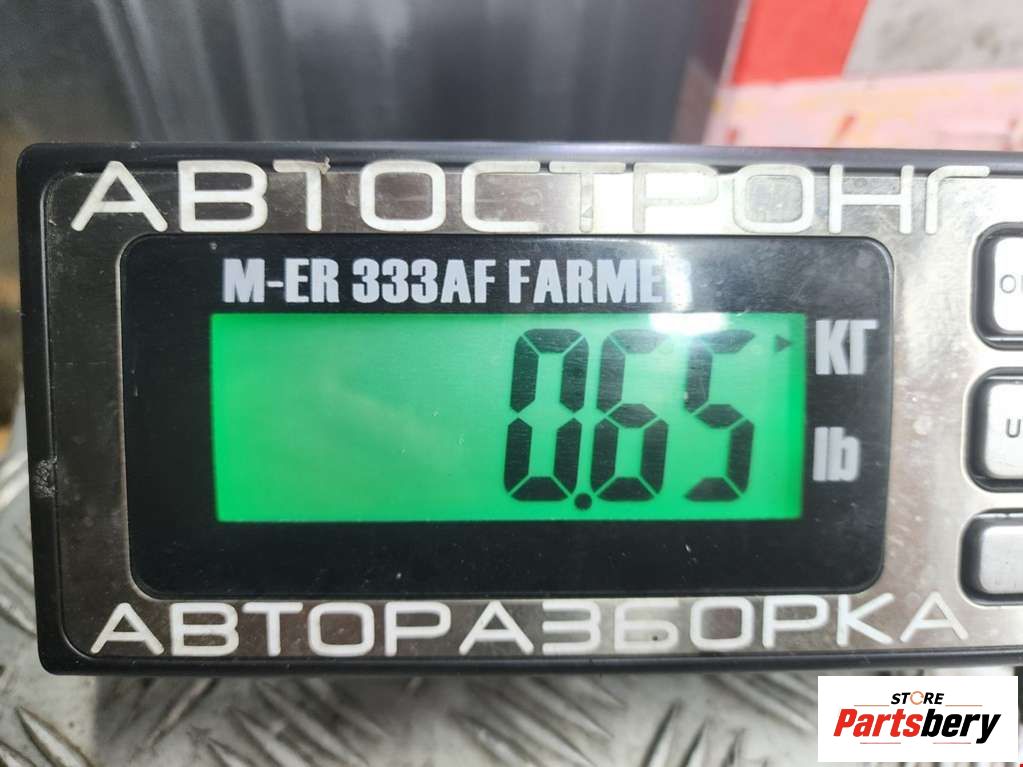 АВТОСТРОНГ
M-ER 333AF FARMER
0.65
КГ
lb
U
АВТОРАЗБОРКА
STORE
Partsbery